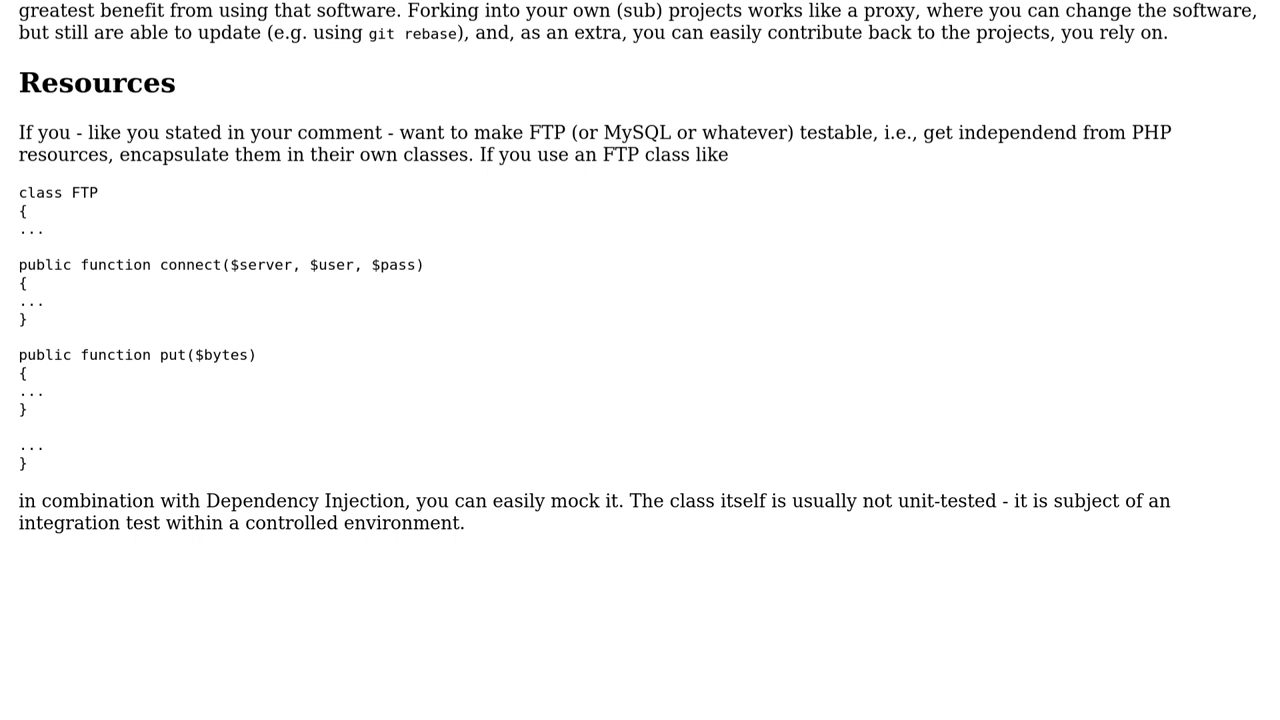 greatest benefit from using that software. Forking into your own (sub) projects works like a proxy, where you can change the software,
but still are able to update (e.g. using git rebase), and, as an extra, you can easily contribute back to the projects, you rely on.
Resources
If you - like you stated in your comment - want to make FTP (or MySQL or whatever) testable, i.e., get independend from PHP
resources, encapsulate them in their own classes. If you use an FTP class like
class FTP
{
...
public function connect($server, $user, $pass)
{
...
}
public function put($bytes)
{
...
}
...
}
in combination with Dependency Injection, you can easily mock it. The class itself is usually not unit-tested - it is subject of an
integration test within a controlled environment.